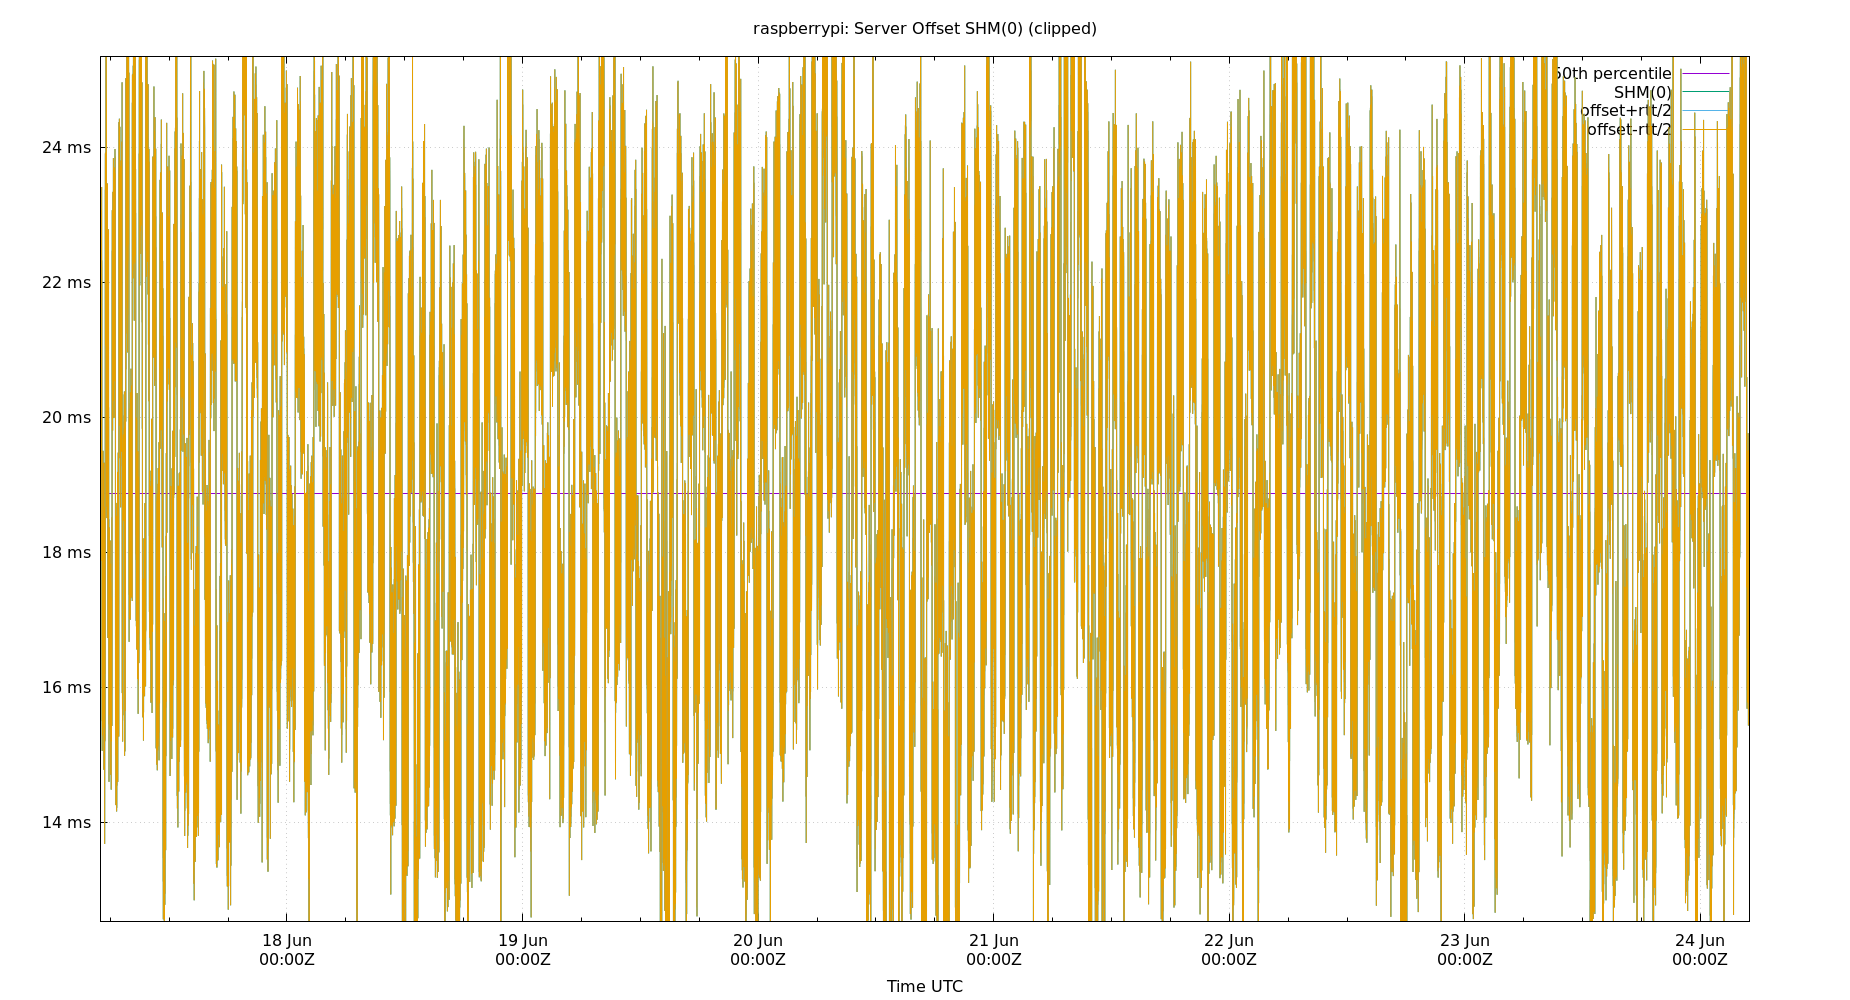 raspberrypi: Server Offset SHM(0) (clipped)
50th percentile
SHM(0)
offset+rtt/2
offset-rtt/2
24 ms
22 ms
20 ms
18 ms
16 ms
14 ms
18 Jun 19 Jun 20 Jun 21 Jun 22 Jun 23 Jun 24 Jun
00:00Z 00:00Z 00:00Z 00:00Z 00:00Z 00:00Z 00:00Z
Time UTC